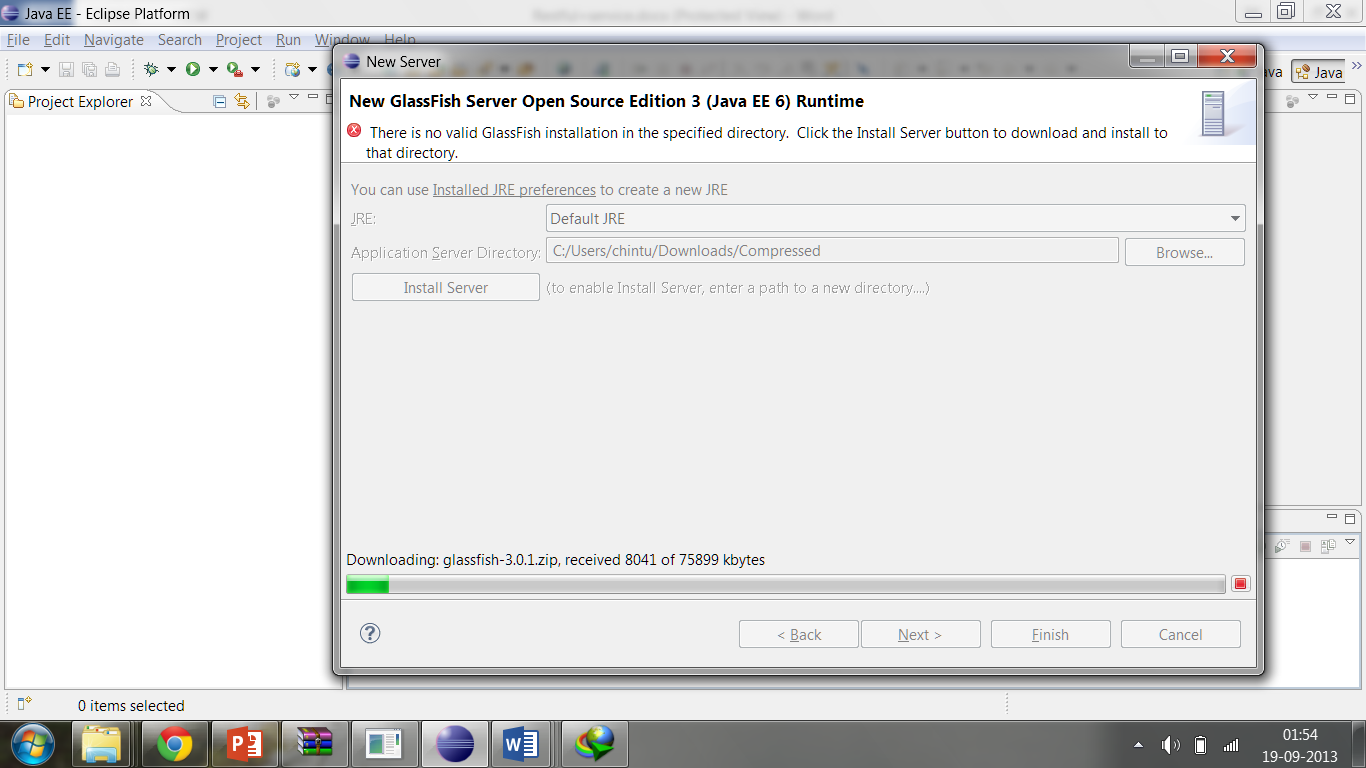 Java EE - Eclipse Platform
File Edit Navigate Search Project Run Window Help
Java
Project Explorer
New Server
New GlassFish Server Open Source Edition 3 (Java EE 6) Runtime
There is no valid GlassFish installation in the specified directory. Click the Install Server button to download and install to
that directory.
You can use Installed JRE preferences to create a new JRE
JRE: Default JRE
Application Server Directory: C:/Users/chintu/Downloads/Compressed Browse...
Install Server (to enable Install Server, enter a path to a new directory....)
Downloading: glassfish-3.0.1.zip, received 8041 of 75899 kbytes
< Back Next > Finish Cancel
0 items selected
01:54
19-09-2013